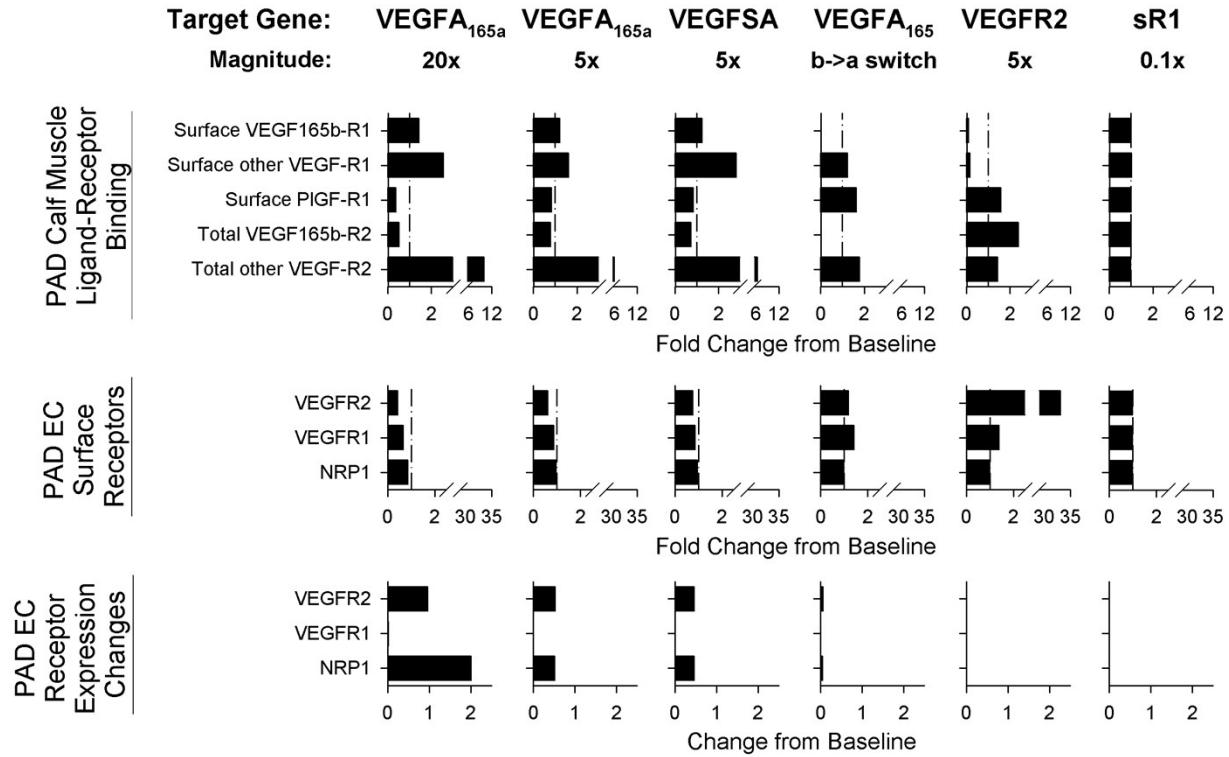 Target Gene: VEGFA165a VEGFA165a VEGFSA VEGFA165 VEGFR2 sR1
Magnitude: 20x 5x 5x b->a switch 5x 0.1x
PAD Calf Muscle
Ligand-Receptor
Binding
Surface VEGF165b-R1
Surface other VEGF-R1
Surface PlGF-R1
Total VEGF165b-R2
Total other VEGF-R2
0 2 6 12 0 2 6 12 0 2 6 12 0 2 6 12 0 2 6 12 0 2 6 12
Fold Change from Baseline
PAD EC
Surface
Receptors
VEGFR2
VEGFR1
NRP1
0 2 30 35 0 2 30 35 0 2 30 35 0 2 30 35 0 2 30 35 0 2 30 35
Fold Change from Baseline
PAD EC
Receptor
Expression
Changes
VEGFR2
VEGFR1
NRP1
0 1 2 0 1 2 0 1 2 0 1 2 0 1 2 0 1 2
Change from Baseline